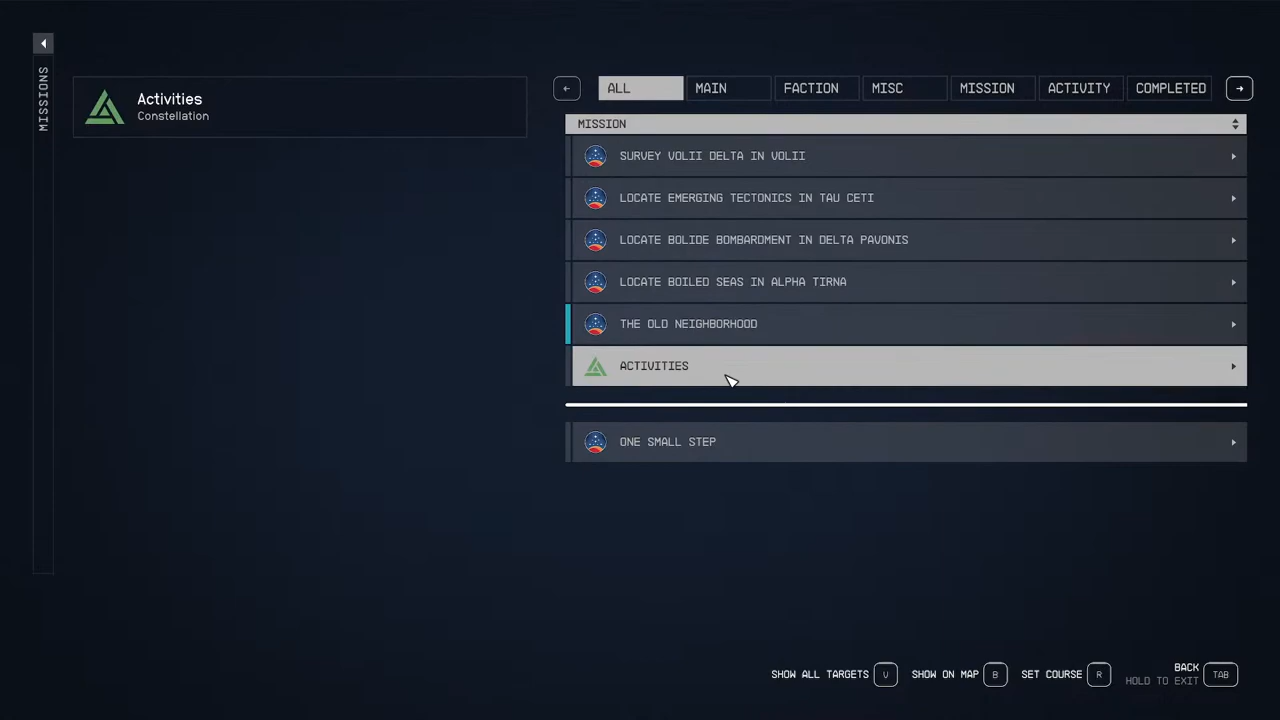 MISSIONS
Activities
Constellation
ALL MAIN FACTION MISC MISSION ACTIVITY COMPLETED
MISSION
SURVEY VOLII DELTA IN VOLII
LOCATE EMERGING TECTONICS IN TAU CETI
LOCATE BOLIDE BOMBARDMENT IN DELTA PAVONIS
LOCATE BOILED SEAS IN ALPHA TIRNA
THE OLD NEIGHBORHOOD
ACTIVITIES
ONE SMALL STEP
SHOW ALL TARGETS V SHOW ON MAP B SET COURSE R BACK TAB
HOLD TO EXIT